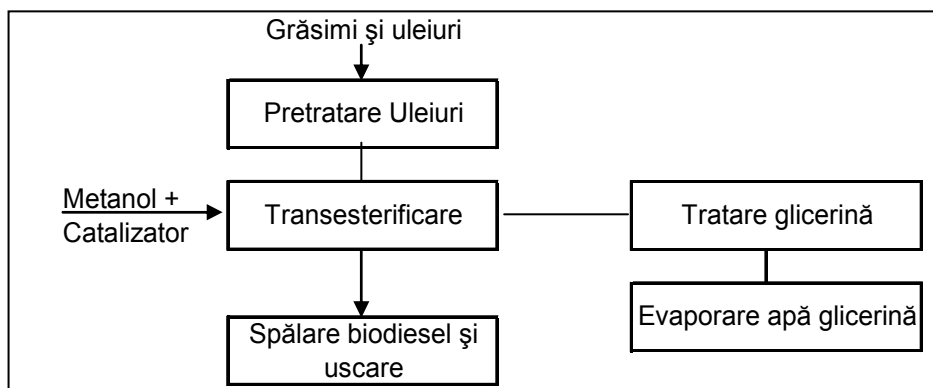 Grăsimi şi uleiuri
Pretratare Uleiuri
Metanol +
Catalizator
Transesterificare
Tratare glicerină
Spălare biodiesel şi
uscare
Evaporare apă glicerină